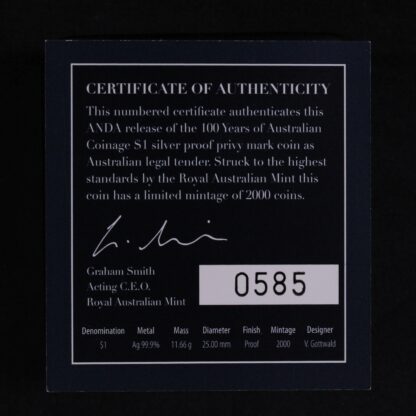 CERTIFICATE OF AUTHENTICITY
This numbered certificate authenticates this
ANDA release of the 100 Years of Australian
Coinage $1 silver proof privy mark coin as
Australian legal tender. Struck to the highest
standards by the Royal Australian Mint this
coin has a limited mintage of 2000 coins.
Graham Smith
Acting C.E.O.
Royal Australian Mint
0585
Denomination Metal Mass Diameter Finish Mintage Designer
$1 Ag 99.9% 11.66 g 25.00 mm Proof 2000 V. Gottwald